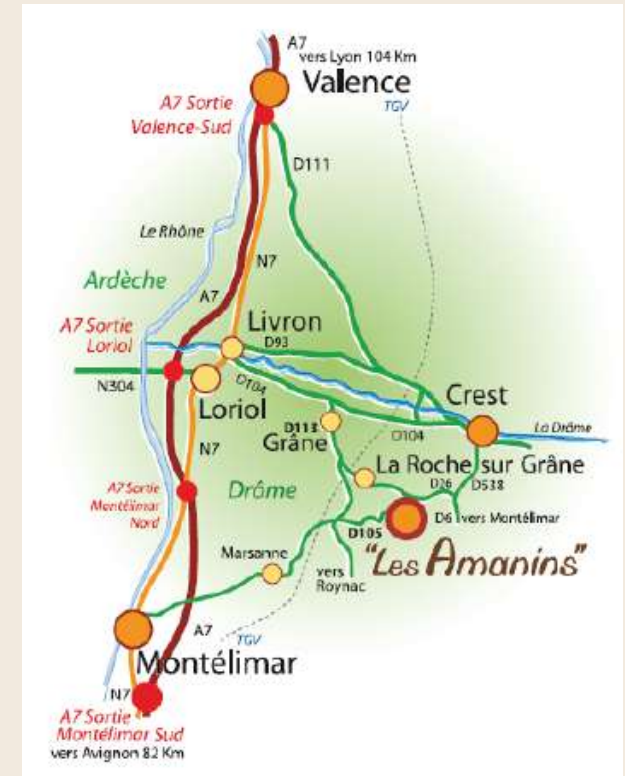 A7
vers Lyon 104 Km
Valence
TGV
A7 Sortie
Valence-Sud
D111
Le Rhône
N7
Ardèche
A7
A7 Sortie
Loriol
Livron
D93
N304
D104
Loriol
Crest
La Drôme
D113
Grâne
D104
N7
La Roche sur Grâne
A7 Sortie
Montélimar
Nord
Drôme
D26
D538
D6 vers Montélimar
D105
"Les Amanins"
Marsanne
vers
Roynac
A7
TGV
Montélimar
N7
A7 Sortie
Montélimar Sud
vers Avignon 82 Km